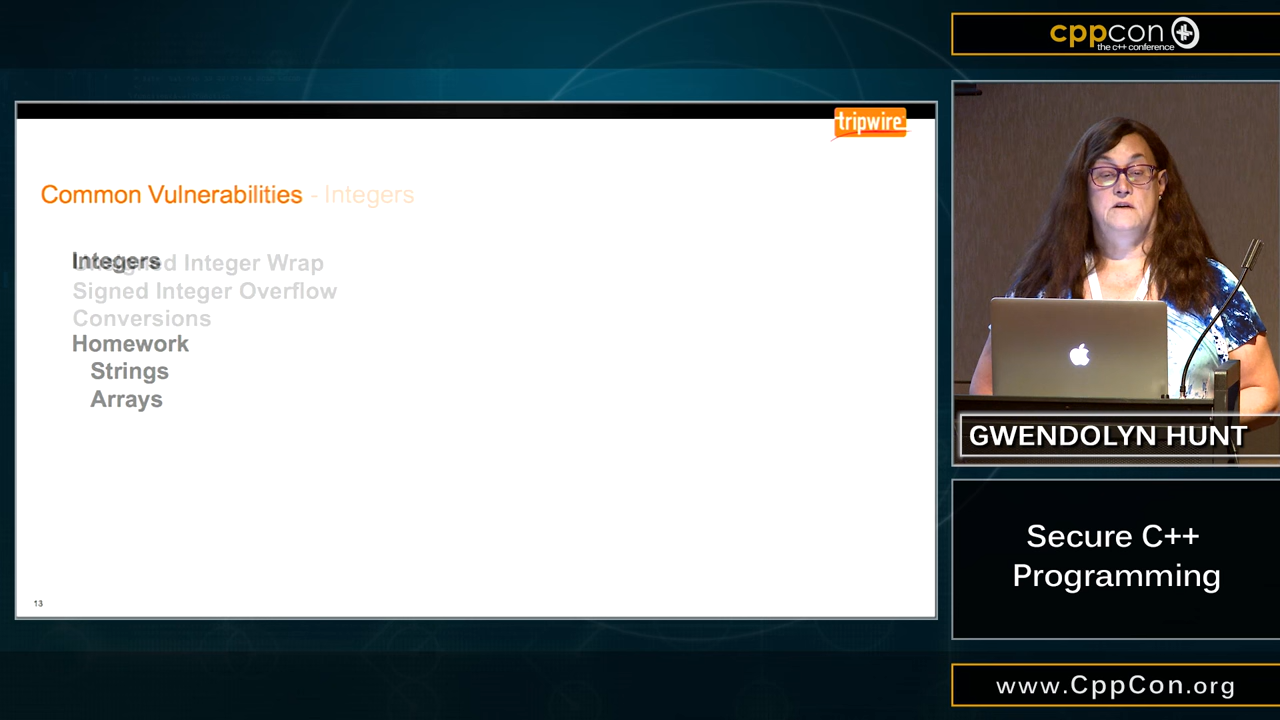 cppcon
the c++ conference
tripwire
Common Vulnerabilities - Integers
Integers
Unsigned Integer Wrap
Signed Integer Overflow
Conversions
Homework
Strings
Arrays
13
GWENDOLYN HUNT
Secure C++
Programming
www.CppCon.org